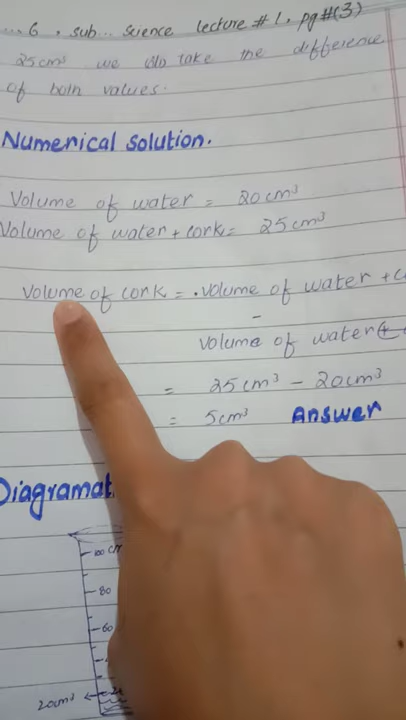 ... 6 , sub... science lecture # 1, pg#(3)
25cm³ we do take the difference
of both values.
Numerical solution.
Volume of water = 20cm³
Volume of water + cork = 25cm³
Volume of cork = . volume of water +
-
volume of water
= 25cm³ - 20cm³
= 5cm³ Answer
Diagramat
100 cm
80
60
20cm³